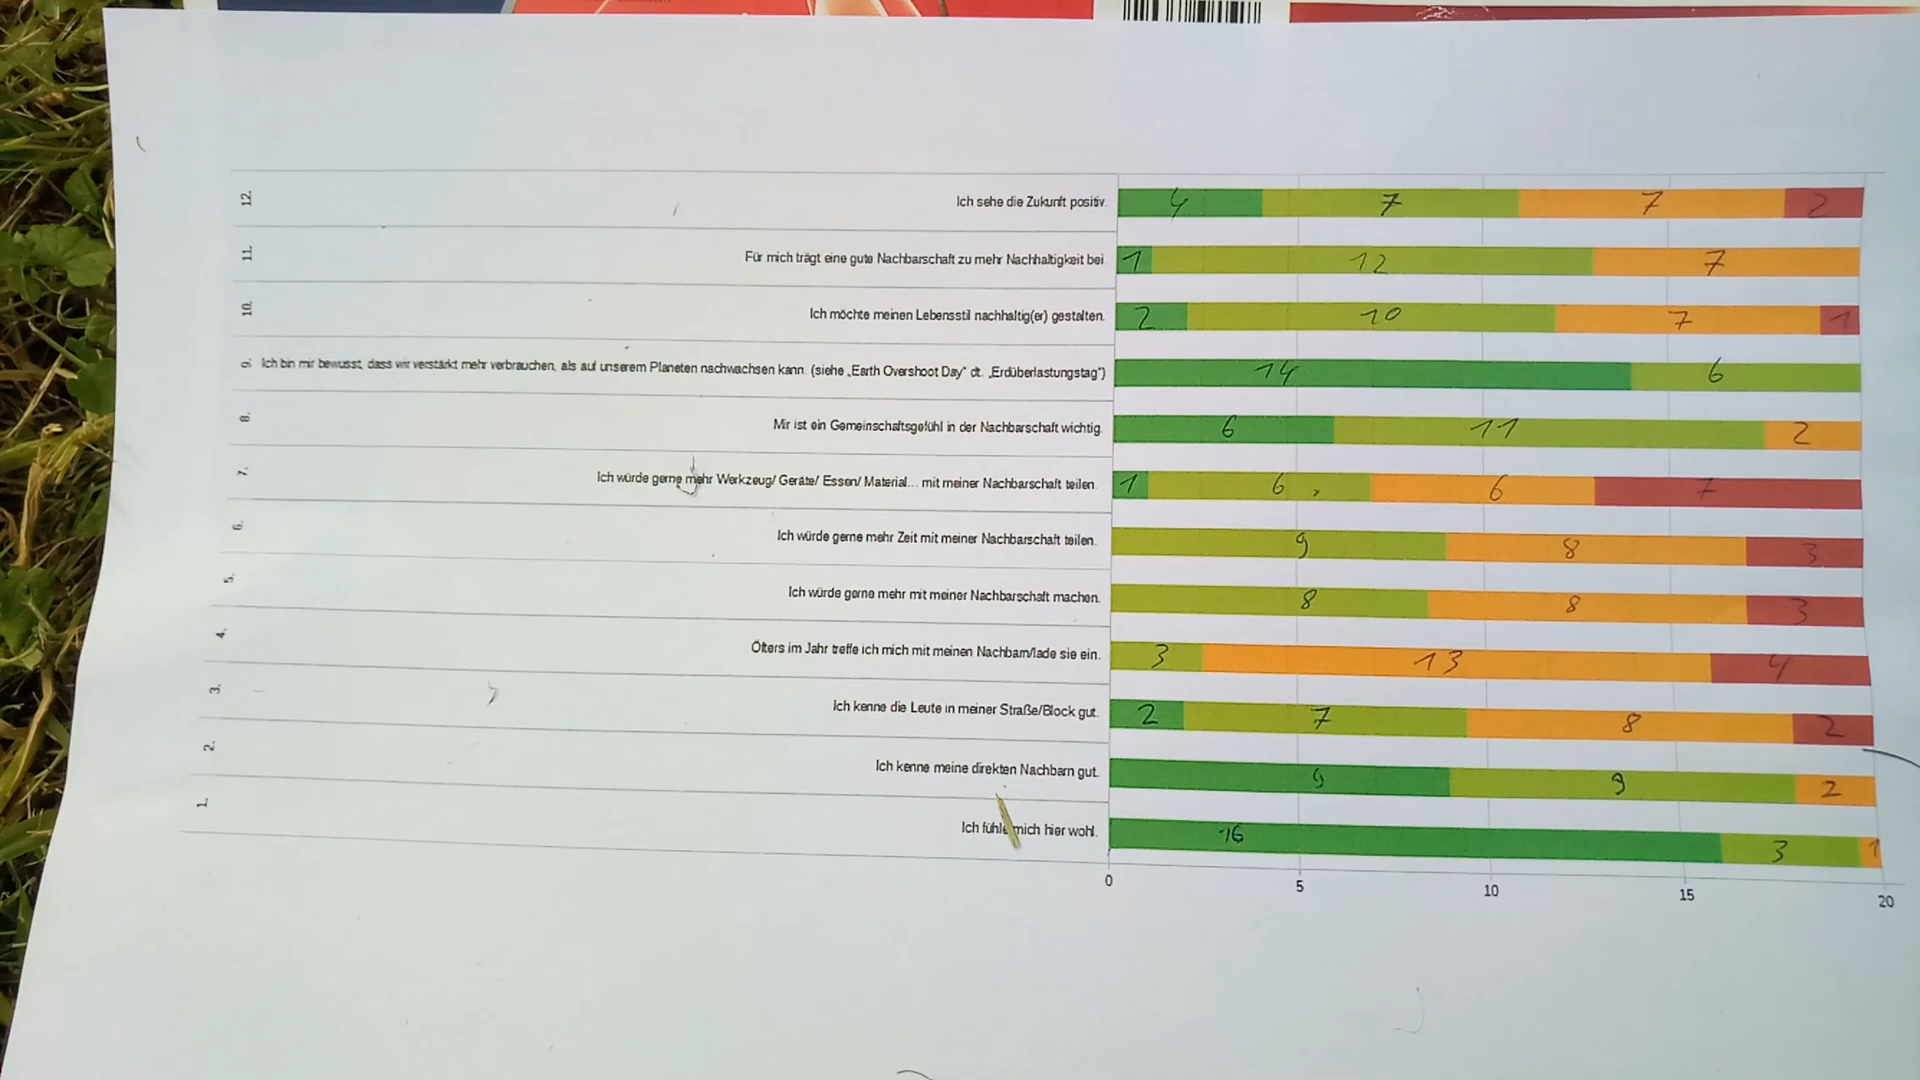 12. Ich sehe die Zukunft positiv. 4 7 7 2
11. Für mich trägt eine gute Nachbarschaft zu mehr Nachhaltigkeit bei 1 12 7
10. Ich möchte meinen Lebensstil nachhaltig(er) gestalten. 2 10 7 1
9. Ich bin mir bewusst, dass wir verstärkt mehr verbrauchen, als auf unserem Planeten nachwachsen kann. (siehe „Earth Overshoot Day“ dt. „Erdüberlastungstag“) 14 6
8. Mir ist ein Gemeinschaftsgefühl in der Nachbarschaft wichtig. 6 11 2
7. Ich würde gerne mehr Werkzeug/ Geräte/ Essen/ Material... mit meiner Nachbarschaft teilen. 1 6 6 7
6. Ich würde gerne mehr Zeit mit meiner Nachbarschaft teilen. 9 8 3
5. Ich würde gerne mehr mit meiner Nachbarschaft machen. 8 8 3
4. Öfters im Jahr treffe ich mich mit meinen Nachbarn/lade sie ein. 3 13 4
3. Ich kenne die Leute in meiner Straße/Block gut. 2 7 8 2
2. Ich kenne meine direkten Nachbarn gut. 9 9 2
1. Ich fühle mich hier wohl. 16 3 1
0 5 10 15 20